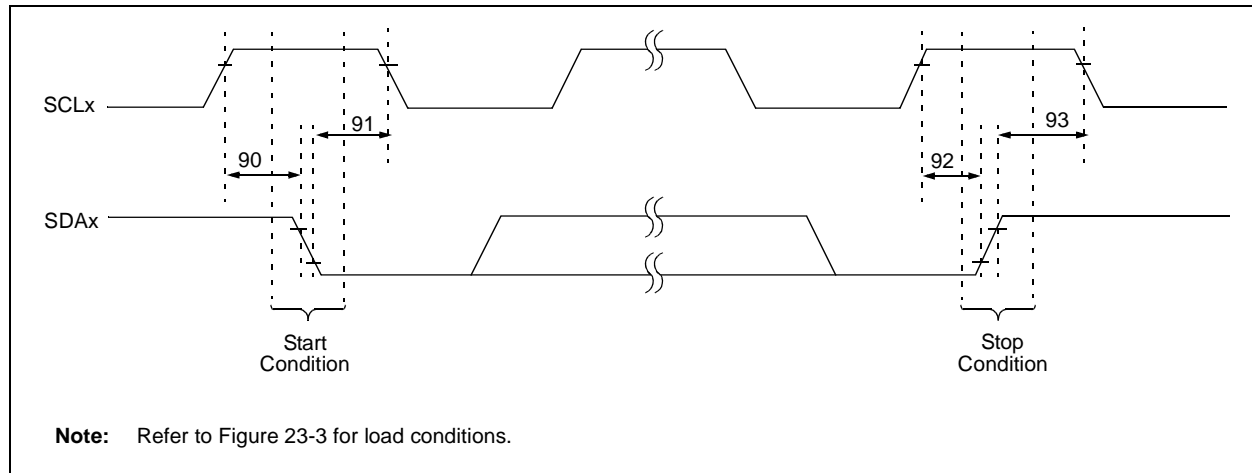 SCLx
91
93
90
92
SDAx
Start
Condition
Stop
Condition
Note: Refer to Figure 23-3 for load conditions.